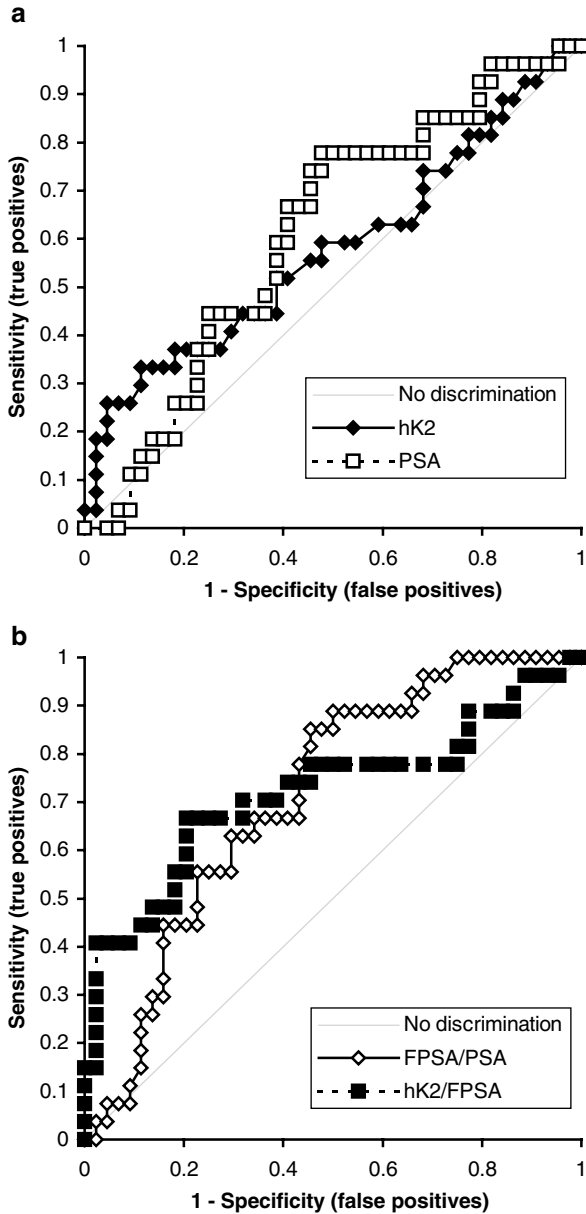 a
1
0.9
0.8
0.7
0.6
0.5
0.4
0.3
0.2
0.1
0
Sensitivity (true positives)
No discrimination
hK2
PSA
0 0.2 0.4 0.6 0.8 1
1 - Specificity (false positives)
b
1
0.9
0.8
0.7
0.6
0.5
0.4
0.3
0.2
0.1
0
Sensitivity (true positives)
No discrimination
FPSA/PSA
hK2/FPSA
0 0.2 0.4 0.6 0.8 1
1 - Specificity (false positives)